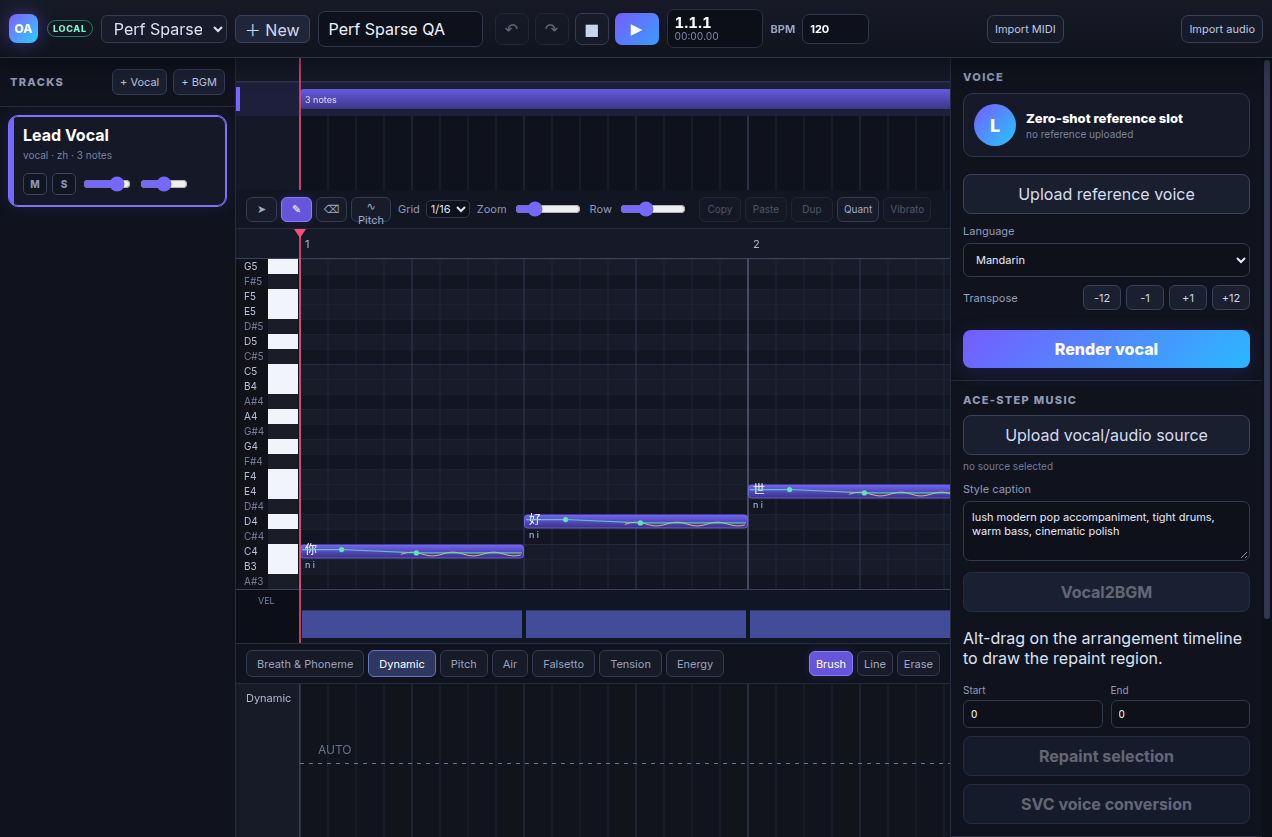 OA LOCAL Perf Sparse + New Perf Sparse QA 1.1.1 BPM 120 Import MIDI Import audio
00:00.00
TRACKS + Vocal + BGM
Lead Vocal
vocal · zh · 3 notes
M S
3 notes
Pitch Grid 1/16 Zoom Row Copy Paste Dup Quant Vibrato
1 2
G5
F#5
F5
E5
D#5
D5
C#5
C5
B4
A#4
A4
G#4
G4
F#4
F4
E4 世
D#4 n i
D4 好
C#4 n i
C4 你
B3 n i
A#3
VEL
Breath & Phoneme Dynamic Pitch Air Falsetto Tension Energy Brush Line Erase
Dynamic
AUTO
VOICE
L Zero-shot reference slot
no reference uploaded
Upload reference voice
Language
Mandarin
Transpose -12 -1 +1 +12
Render vocal
ACE-STEP MUSIC
Upload vocal/audio source
no source selected
Style caption
lush modern pop accompaniment, tight drums,
warm bass, cinematic polish
Vocal2BGM
Alt-drag on the arrangement timeline
to draw the repaint region.
Start End
0 0
Repaint selection
SVC voice conversion